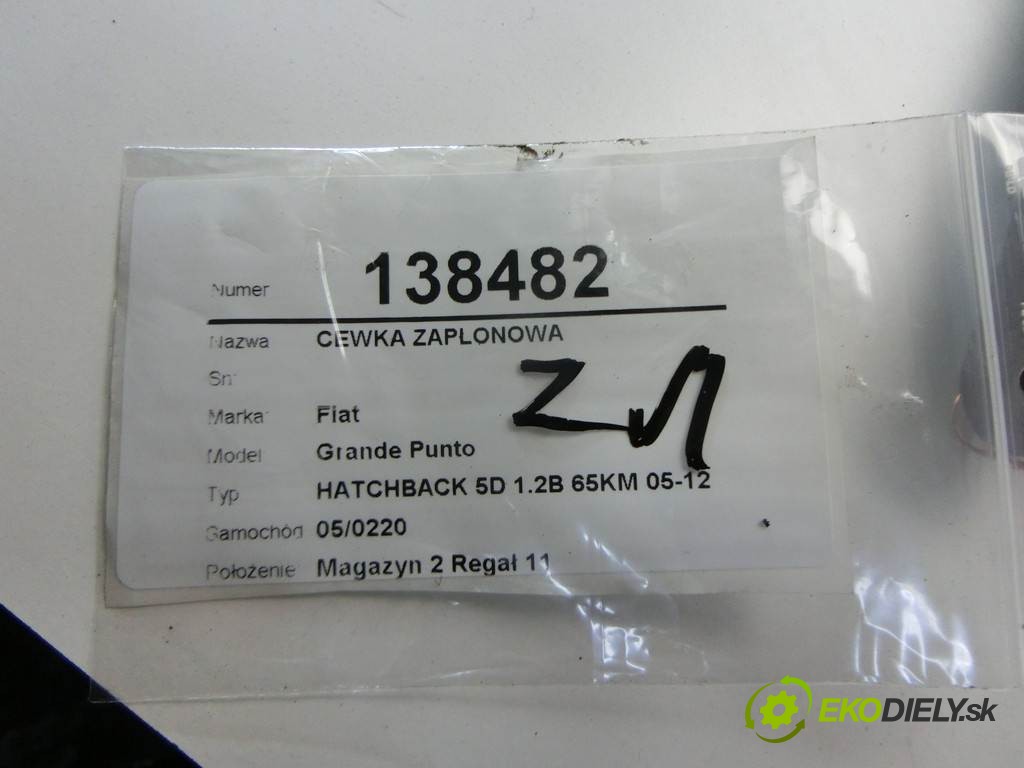 Numer 138482
Nazwa CEWKA ZAPLONOWA
Sn:
Marka: Fiat
Model Grande Punto
Typ HATCHBACK 5D 1.2B 65KM 05-12
Samochód 05/0220
Położenie Magazyn 2 Regał 11
EKODIELY.sk